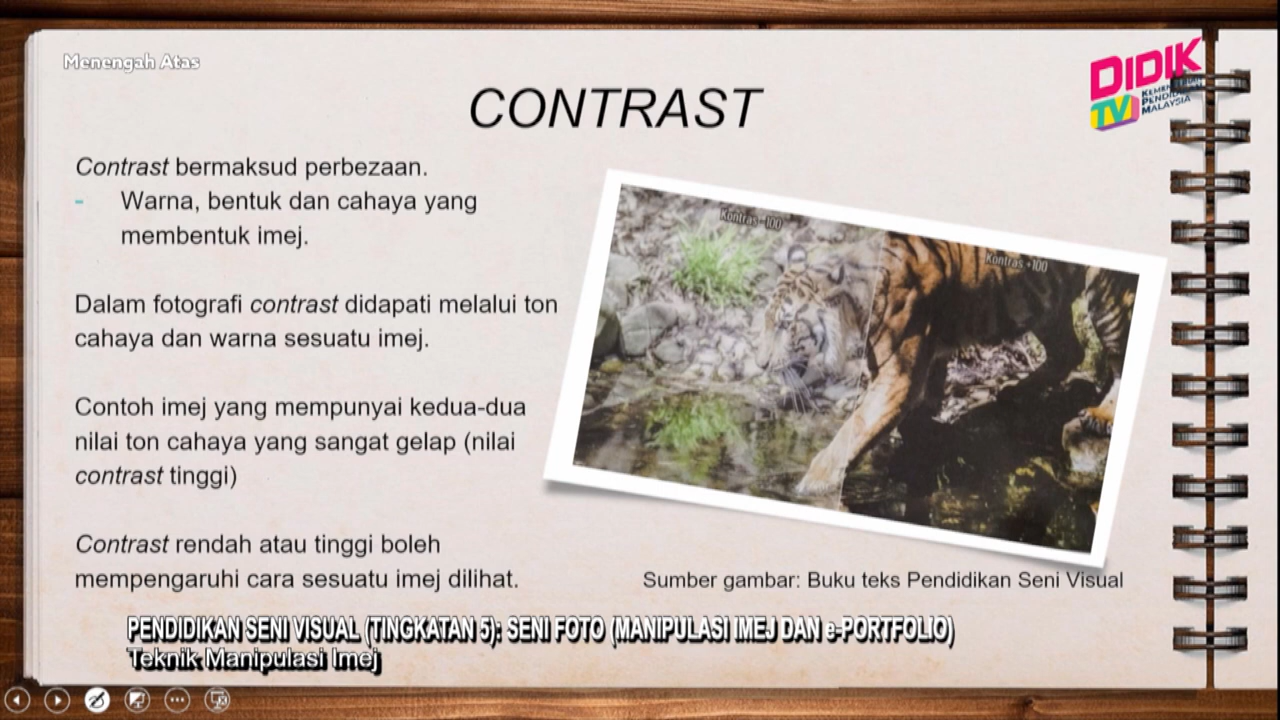 Menengah Atas
DIDIK
TV
KEMENTERIAN
PENDIDIKAN
MALAYSIA
CONTRAST
Contrast bermaksud perbezaan.
- Warna, bentuk dan cahaya yang
membentuk imej.
Dalam fotografi contrast didapati melalui ton
cahaya dan warna sesuatu imej.
Contoh imej yang mempunyai kedua-dua
nilai ton cahaya yang sangat gelap (nilai
contrast tinggi)
Contrast rendah atau tinggi boleh
mempengaruhi cara sesuatu imej dilihat.
Kontras -100
Kontras +100
Sumber gambar: Buku teks Pendidikan Seni Visual
PENDIDIKAN SENI VISUAL (TINGKATAN 5): SENI FOTO (MANIPULASI IMEJ DAN e-PORTFOLIO)
Teknik Manipulasi Imej